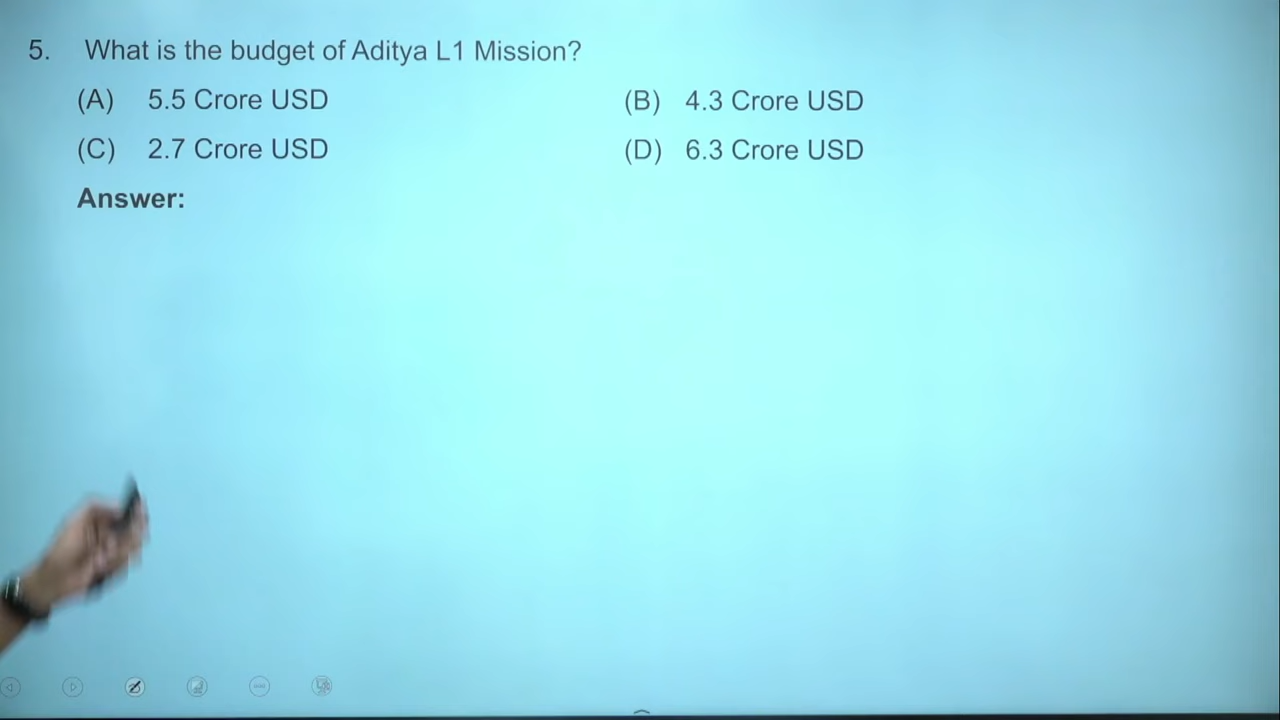 5. What is the budget of Aditya L1 Mission?
(A) 5.5 Crore USD (B) 4.3 Crore USD
(C) 2.7 Crore USD (D) 6.3 Crore USD
Answer: